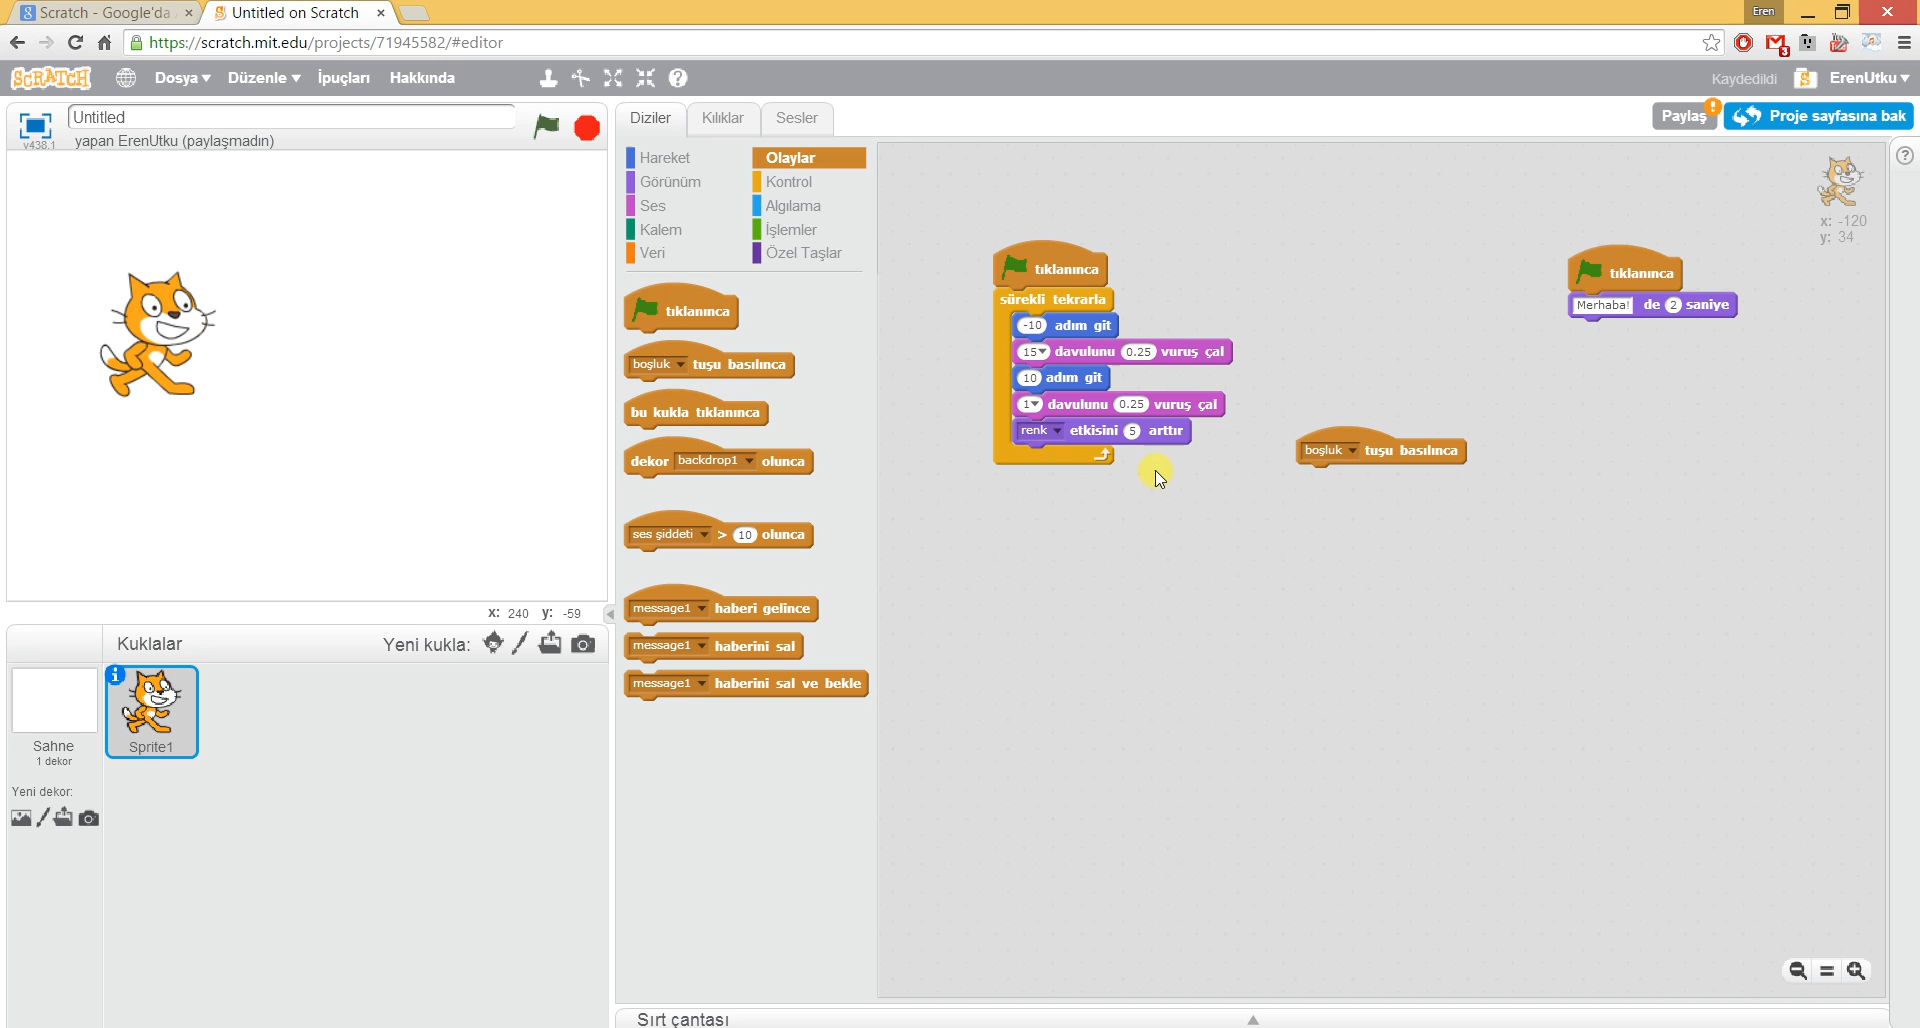 Scratch - Google'da
Untitled on Scratch
Eren
https://scratch.mit.edu/projects/71945582/#editor
3
SCRATCH
Dosya
Düzenle
İpuçları
Hakkında
Kaydedildi
ErenUtku
v438.1
Untitled
yapan ErenUtku (paylaşmadın)
Diziler
Kılıklar
Sesler
Paylaş
Proje sayfasına bak
Hareket
Olaylar
Görünüm
Kontrol
Ses
Algılama
Kalem
İşlemler
Veri
Özel Taşlar
tıklanınca
boşluk tuşu basılınca
bu kukla tıklanınca
dekor backdrop1 olunca
ses şiddeti > 10 olunca
message1 haberi gelince
message1 haberini sal
message1 haberini sal ve bekle
tıklanınca
sürekli tekrarla
-10 adım git
15 davulunu 0.25 vuruş çal
10 adım git
1 davulunu 0.25 vuruş çal
renk etkisini 5 arttır
boşluk tuşu basılınca
tıklanınca
Merhaba! de 2 saniye
x: -120
y: 34
x: 240 y: -59
Kuklalar
Yeni kukla:
Sahne
1 dekor
Yeni dekor:
Sprite1
Sırt çantası